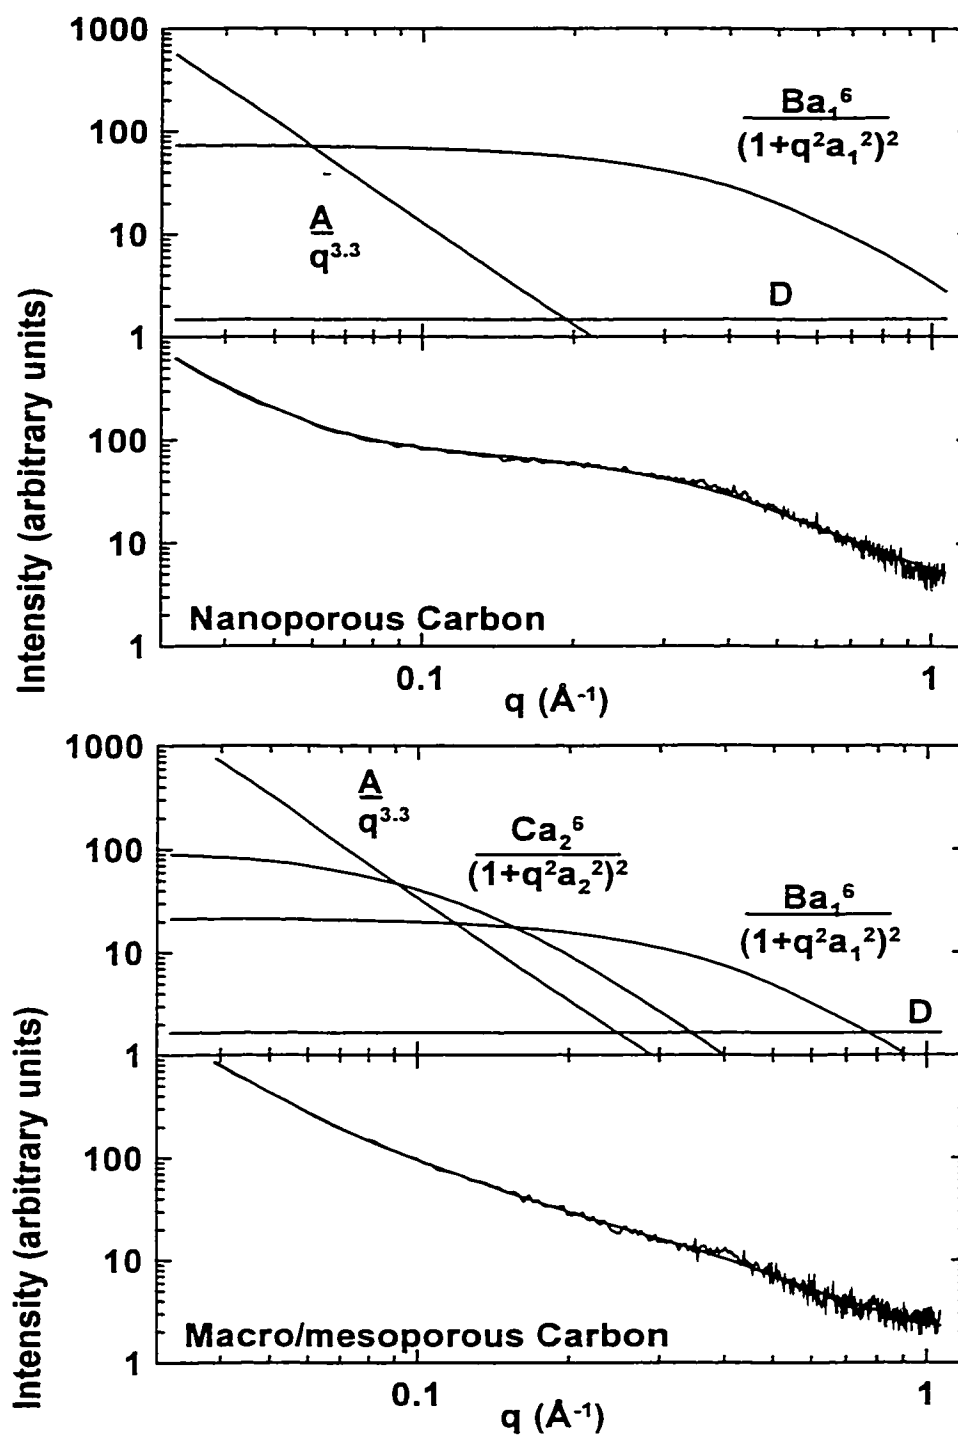 1000
100
10
1
A
q^3.3
Ba₁⁶
(1+q²a₁²)²
D
100
10
1
Nanoporous Carbon
0.1
1
q (Å⁻¹)
Intensity (arbitrary units)
1000
100
10
1
A
q^3.3
Ca₂⁶
(1+q²a₂²)²
Ba₁⁶
(1+q²a₁²)²
D
100
10
1
Macro/mesoporous Carbon
0.1
1
q (Å⁻¹)
Intensity (arbitrary units)